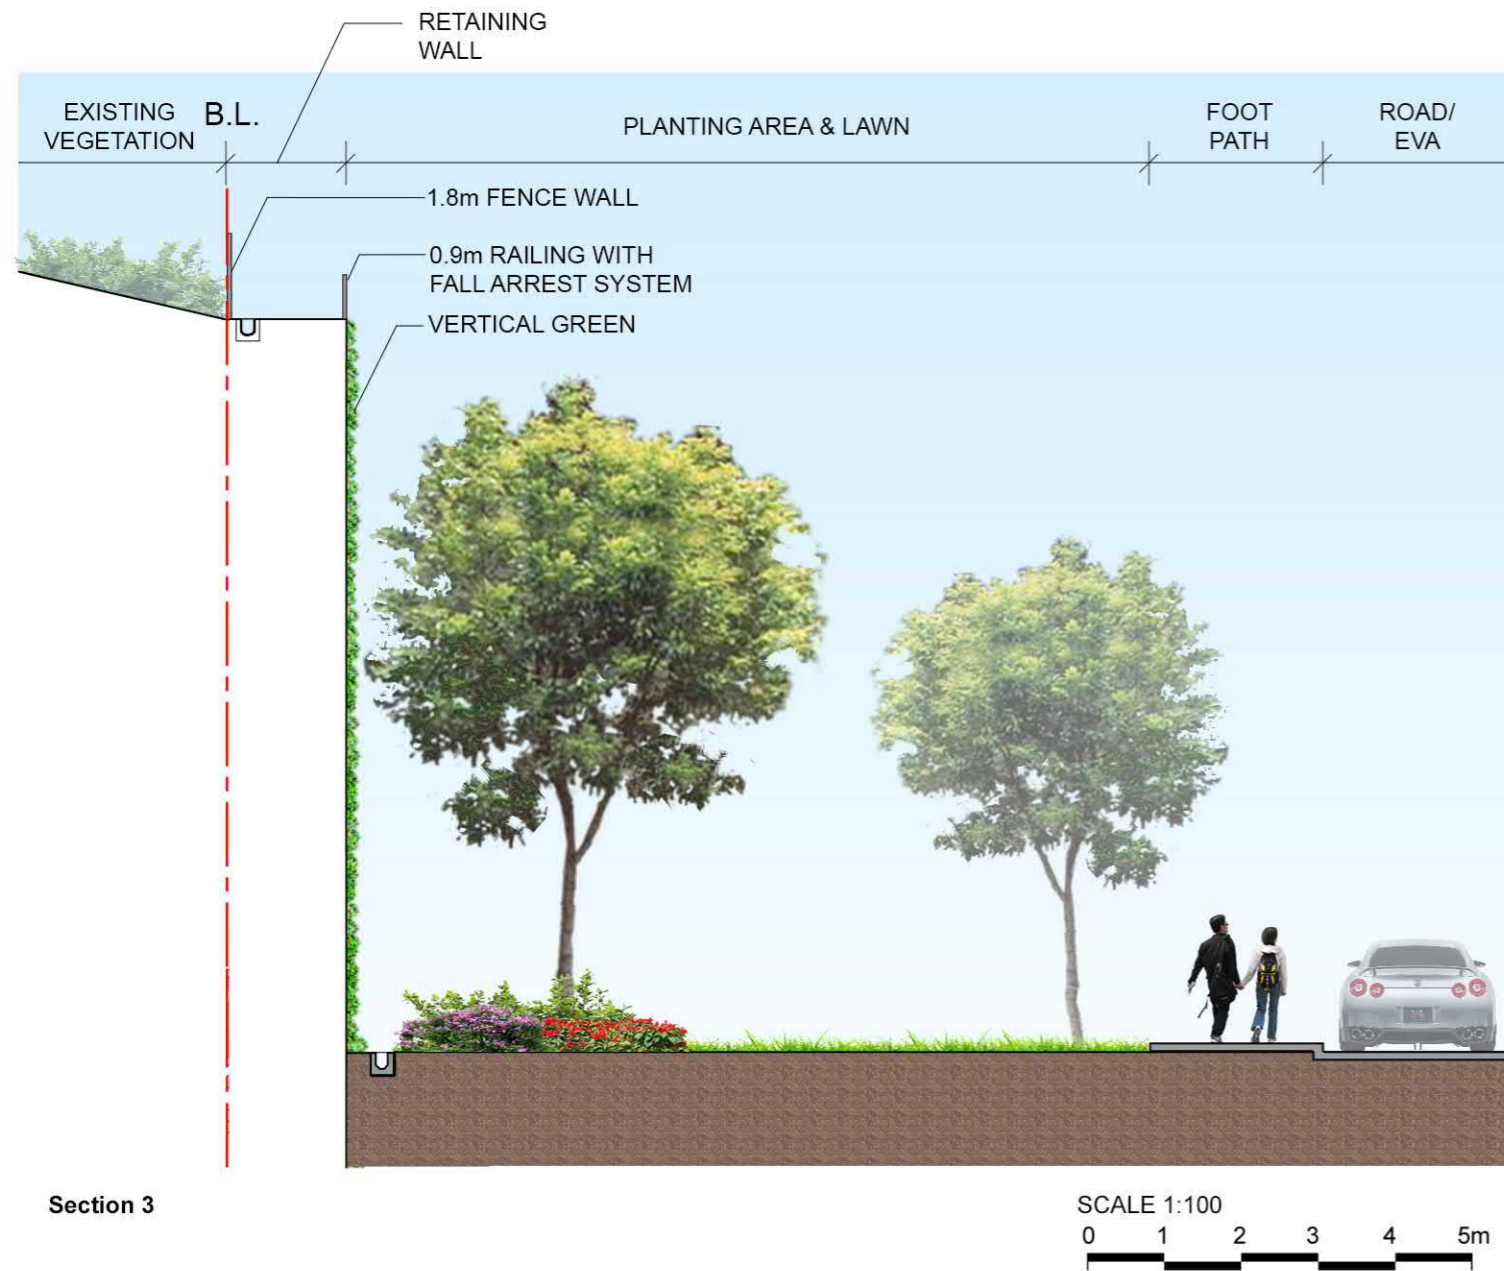 RETAINING
WALL
EXISTING
VEGETATION
B.L.
PLANTING AREA & LAWN
FOOT
PATH
ROAD/
EVA
1.8m FENCE WALL
0.9m RAILING WITH
FALL ARREST SYSTEM
VERTICAL GREEN
Section 3
SCALE 1:100
0 1 2 3 4 5m